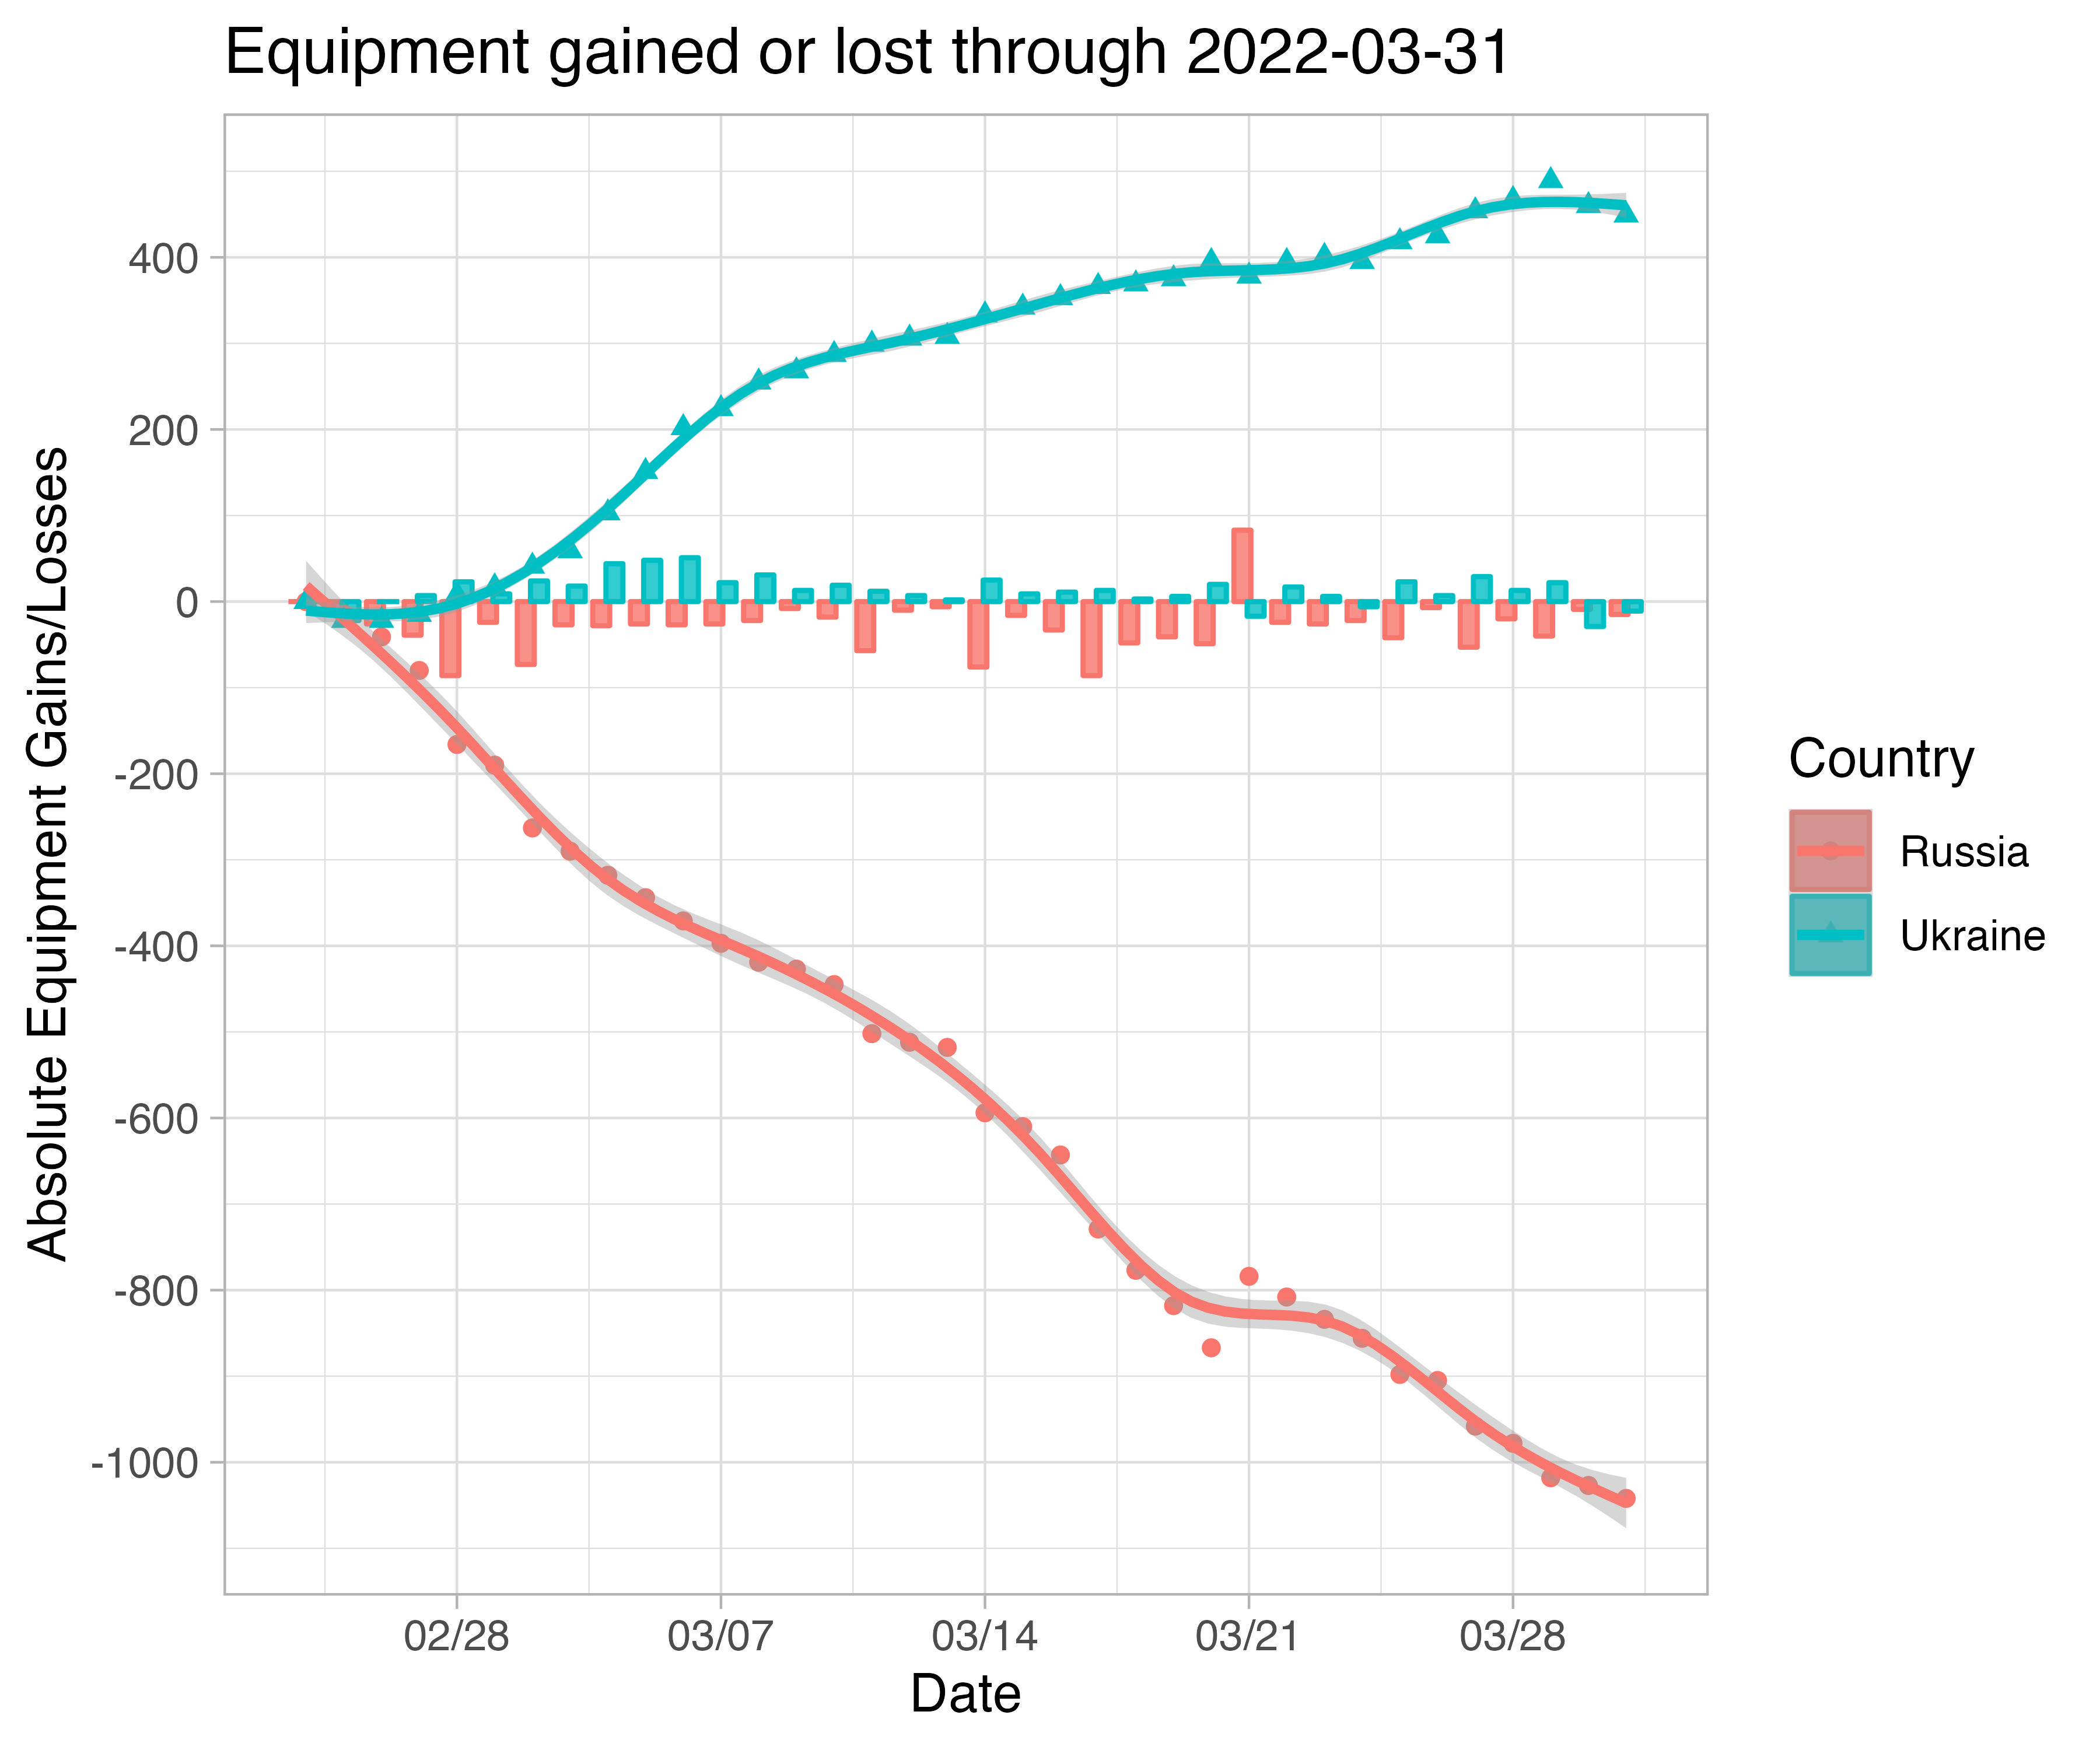 Equipment gained or lost through 2022-03-31
Absolute Equipment Gains/Losses
400
200
0
-200
-400
-600
-800
-1000
02/28
03/07
03/14
03/21
03/28
Date
Country
Russia
Ukraine